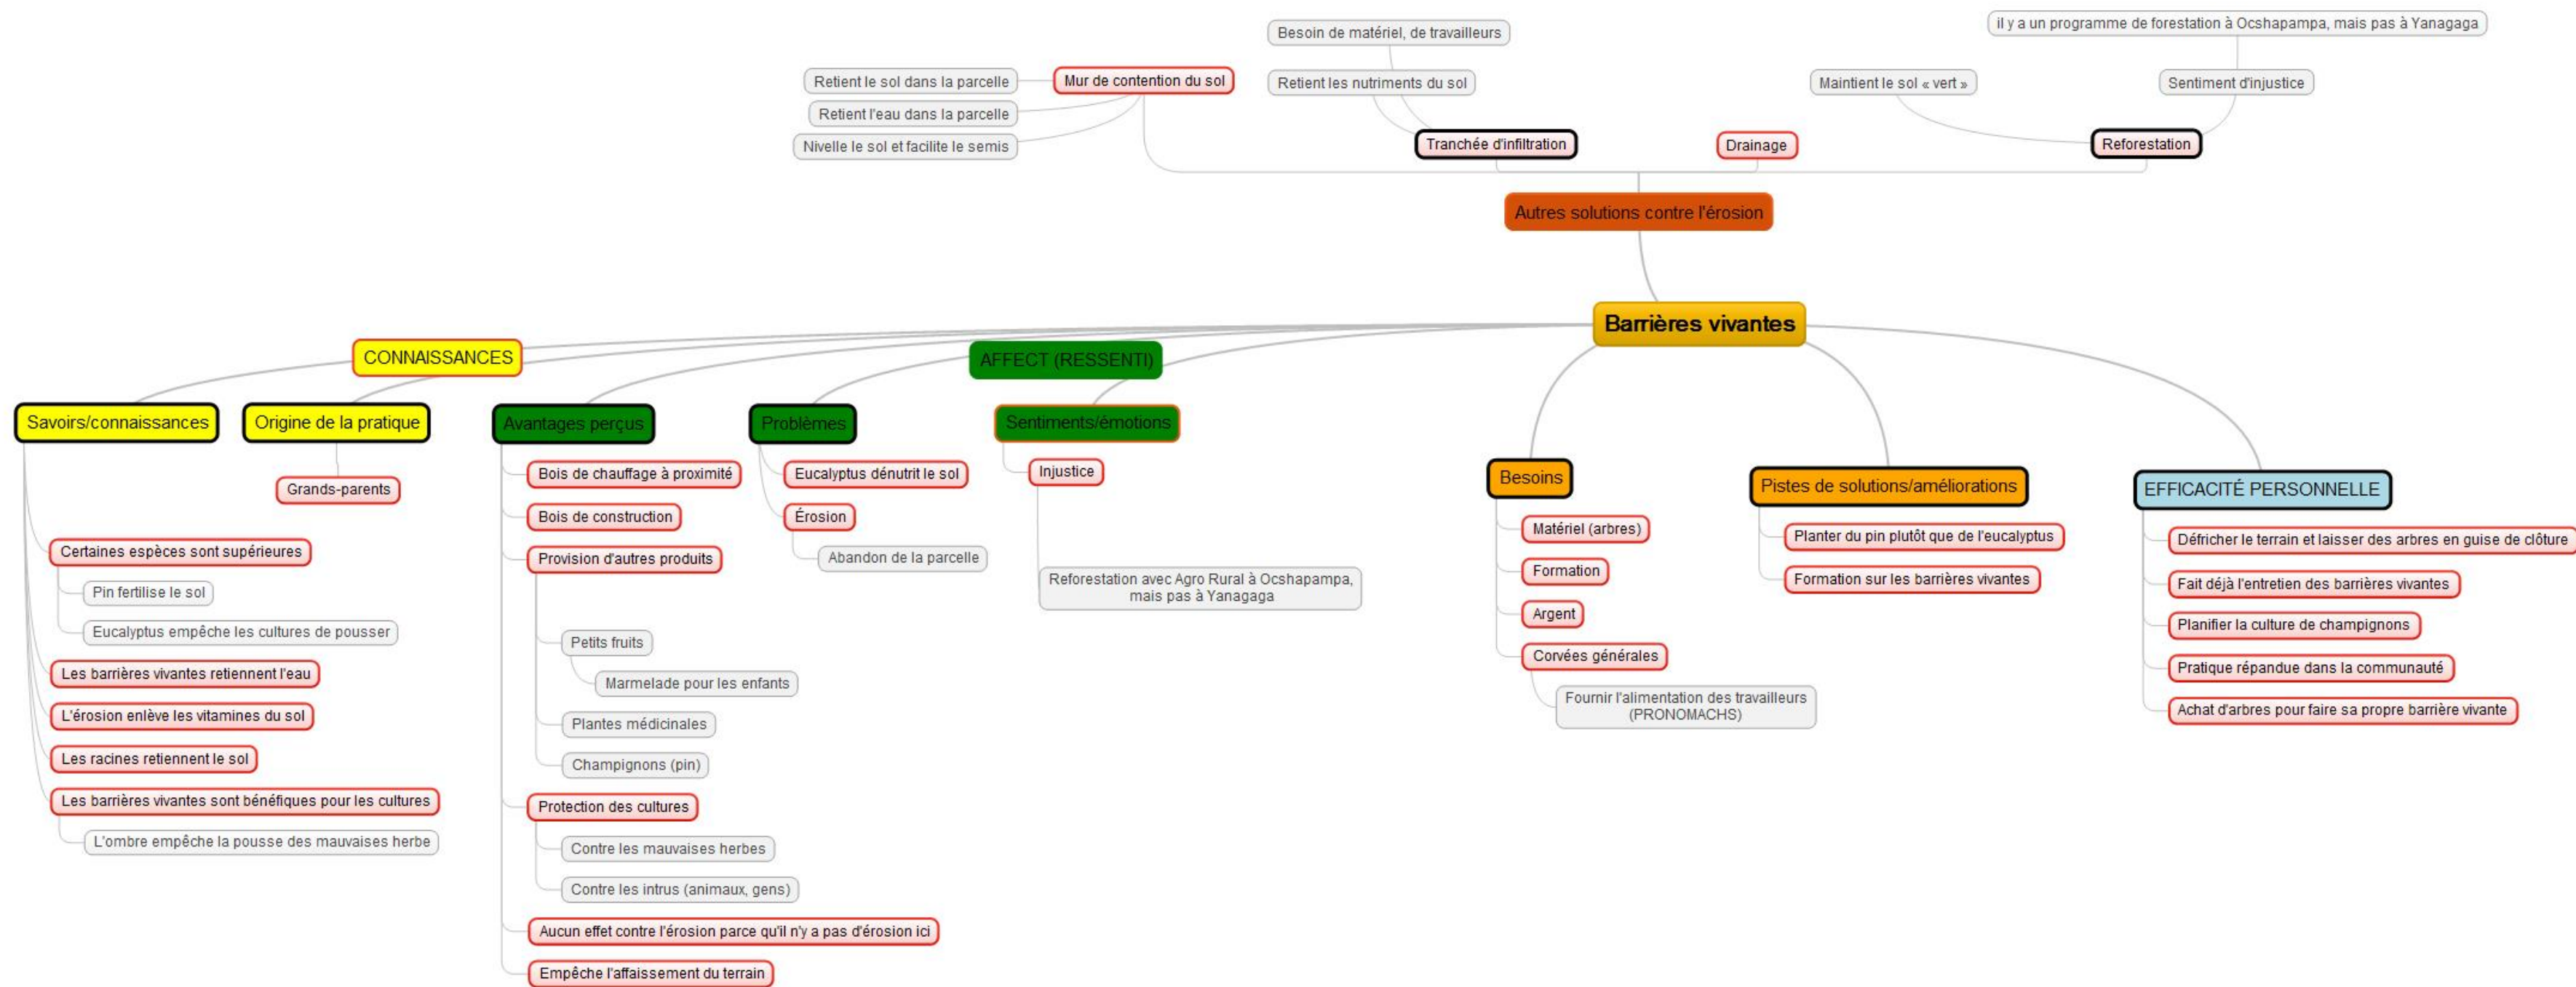 il y a un programme de forestation à Ocshapampa, mais pas à Yanagaga
Besoin de matériel, de travailleurs
Retient le sol dans la parcelle
Mur de contention du sol
Retient les nutriments du sol
Maintient le sol « vert »
Sentiment d'injustice
Retient l'eau dans la parcelle
Nivelle le sol et facilite le semis
Tranchée d'infiltration
Drainage
Reforestation
Autres solutions contre l'érosion
Barrières vivantes
CONNAISSANCES
AFFECT (RESSENTI)
Savoirs/connaissances
Certaines espèces sont supérieures
Pin fertilise le sol
Eucalyptus empêche les cultures de pousser
Les barrières vivantes retiennent l'eau
L'érosion enlève les vitamines du sol
Les racines retiennent le sol
Les barrières vivantes sont bénéfiques pour les cultures
L'ombre empêche la pousse des mauvaises herbe
Origine de la pratique
Grands-parents
Avantages perçus
Bois de chauffage à proximité
Bois de construction
Provision d'autres produits
Petits fruits
Marmelade pour les enfants
Plantes médicinales
Champignons (pin)
Protection des cultures
Contre les mauvaises herbes
Contre les intrus (animaux, gens)
Aucun effet contre l'érosion parce qu'il n'y a pas d'érosion ici
Empêche l'affaissement du terrain
Problèmes
Eucalyptus dénutrit le sol
Érosion
Abandon de la parcelle
Sentiments/émotions
Injustice
Reforestation avec Agro Rural à Ocshapampa,
mais pas à Yanagaga
Besoins
Matériel (arbres)
Formation
Argent
Corvées générales
Fournir l'alimentation des travailleurs
(PRONOMACHS)
Pistes de solutions/améliorations
Planter du pin plutôt que de l'eucalyptus
Formation sur les barrières vivantes
EFFICACITÉ PERSONNELLE
Défricher le terrain et laisser des arbres en guise de clôture
Fait déjà l'entretien des barrières vivantes
Planifier la culture de champignons
Pratique répandue dans la communauté
Achat d'arbres pour faire sa propre barrière vivante